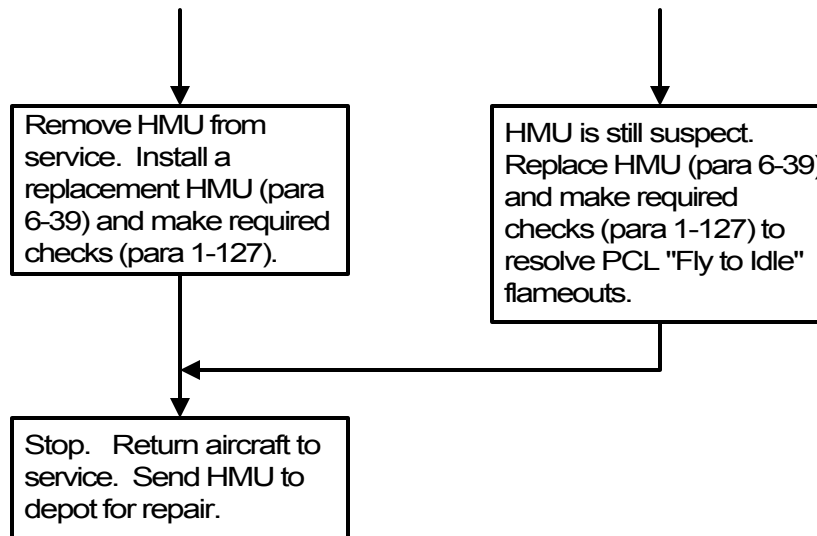 Remove HMU from
service.  Install a
replacement HMU (para
6-39) and make required
checks (para 1-127).
HMU is still suspect.
Replace HMU (para 6-39)
and make required
checks (para 1-127) to
resolve PCL "Fly to Idle"
flameouts.
Stop.   Return aircraft to
service.  Send HMU to
depot for repair.